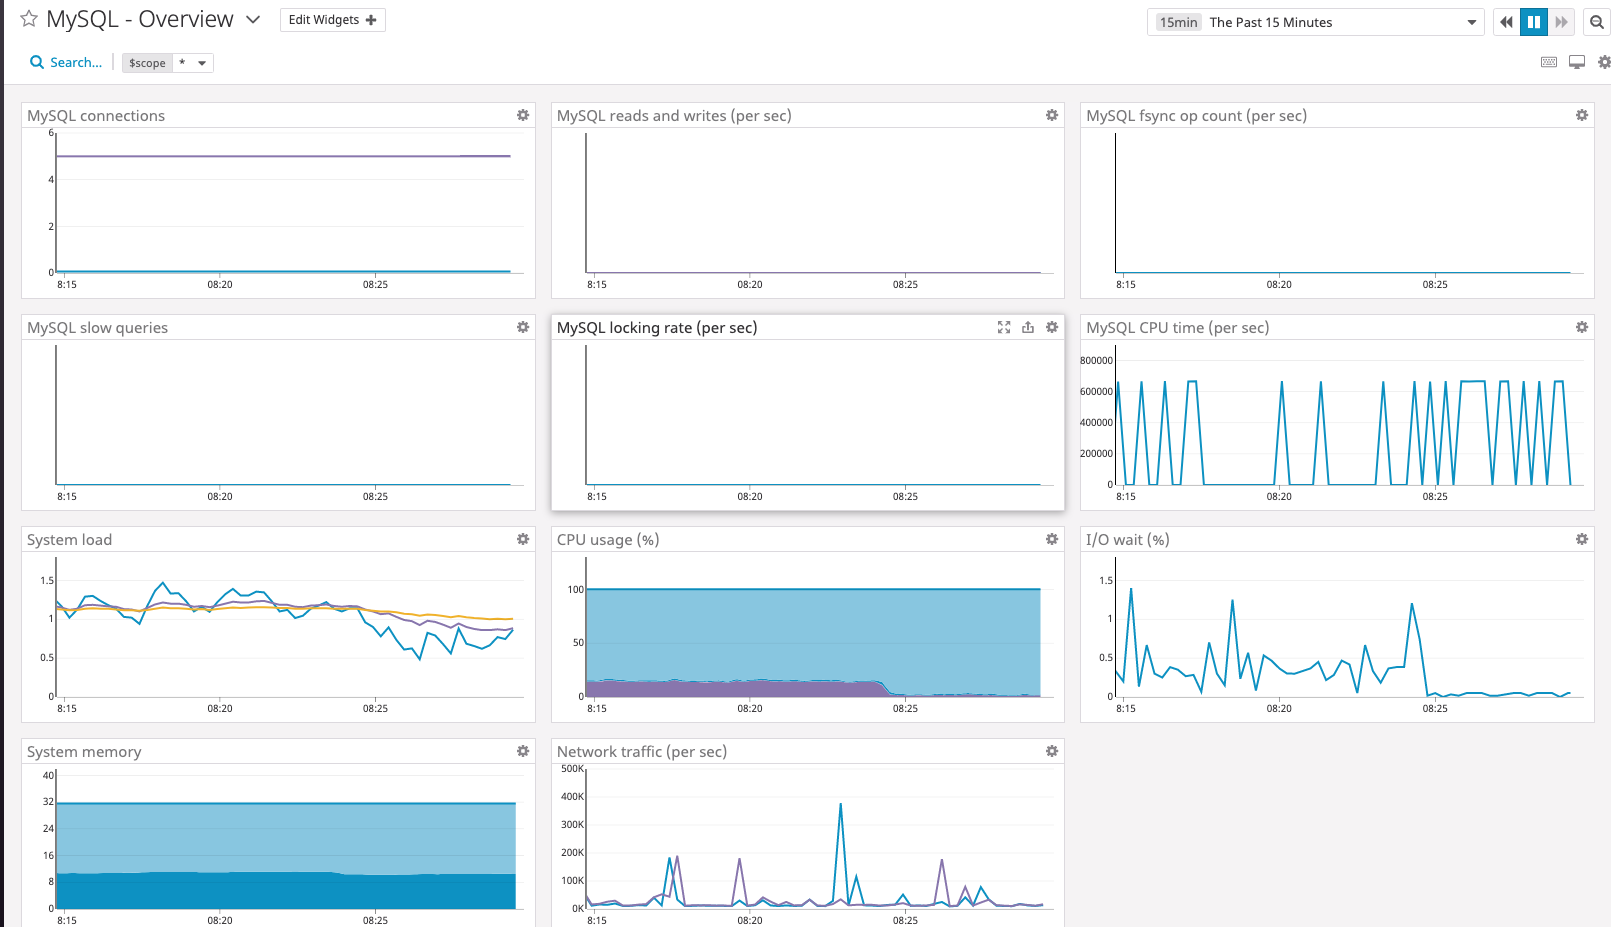 MySQL - Overview
Edit Widgets +
15min The Past 15 Minutes
Search...
$scope *
MySQL connections
6
4
2
0
8:15 08:20 08:25
MySQL reads and writes (per sec)
8:15 08:20 08:25
MySQL fsync op count (per sec)
8:15 08:20 08:25
MySQL slow queries
8:15 08:20 08:25
MySQL locking rate (per sec)
8:15 08:20 08:25
MySQL CPU time (per sec)
800000
600000
400000
200000
0
8:15 08:20 08:25
System load
1.5
1
0.5
0
8:15 08:20 08:25
CPU usage (%)
100
50
0
8:15 08:20 08:25
I/O wait (%)
1.5
1
0.5
0
8:15 08:20 08:25
System memory
40
32
24
16
8
0
8:15 08:20 08:25
Network traffic (per sec)
500K
400K
300K
200K
100K
0K
8:15 08:20 08:25